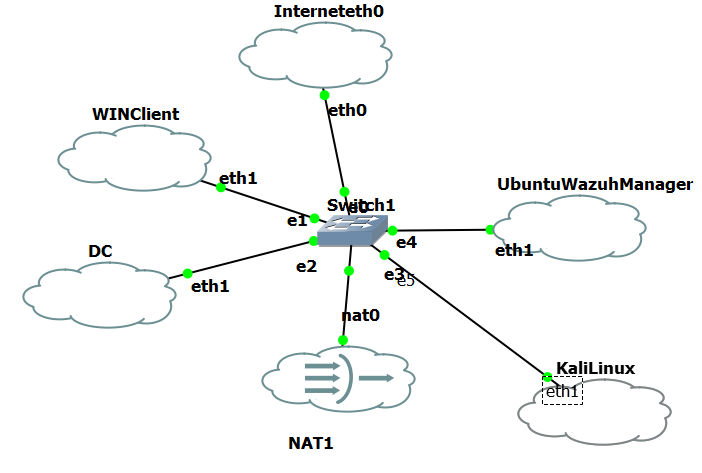 Interneteth0
eth0
WINClient
eth1
e0
Switch1
e1
UbuntuWazuhManager
e4
eth1
DC
e2
eth1
e3
e5
nat0
KaliLinux
eth1
NAT1